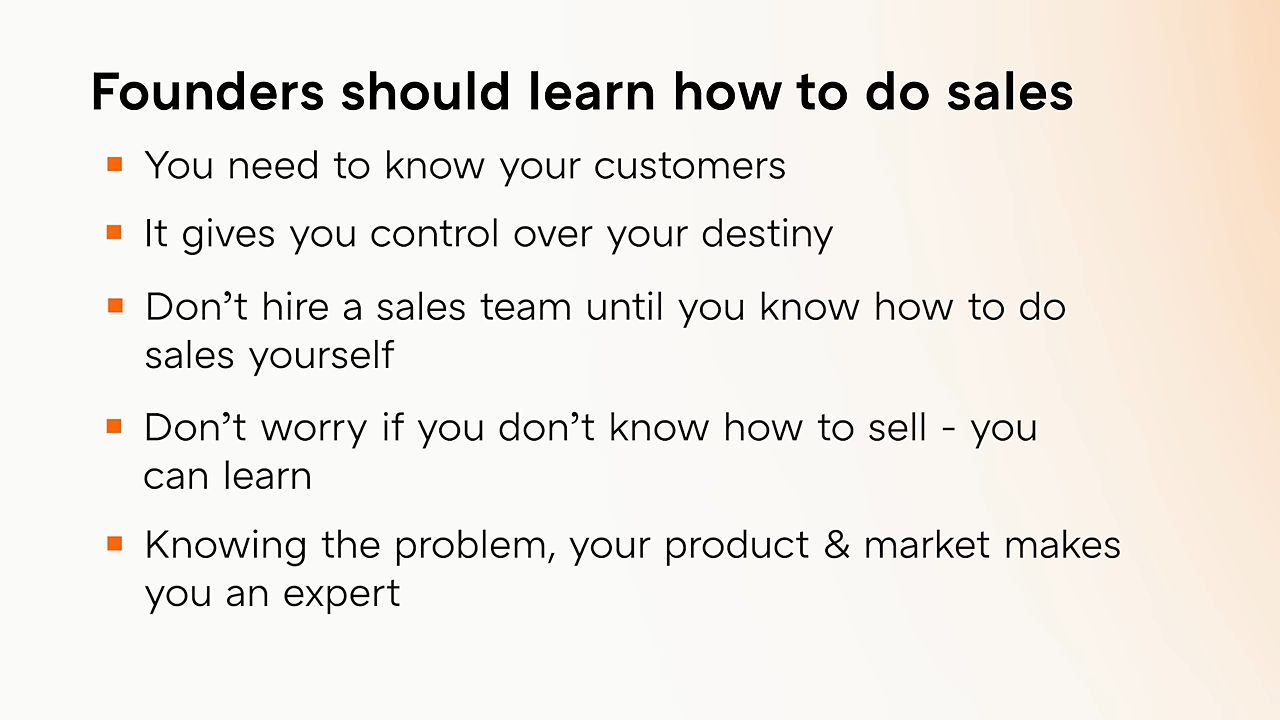 Founders should learn how to do sales
You need to know your customers
It gives you control over your destiny
Don’t hire a sales team until you know how to do
sales yourself
Don’t worry if you don’t know how to sell - you
can learn
Knowing the problem, your product & market makes
you an expert